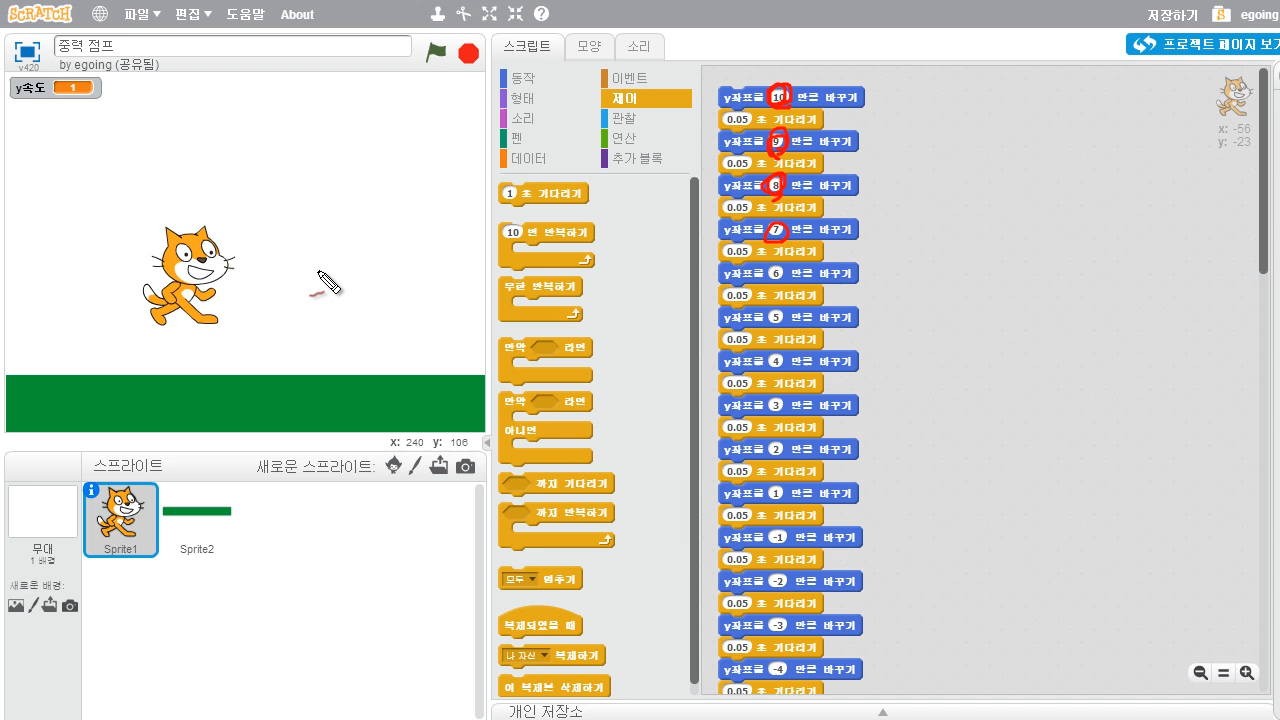 SCRATCH 파일 편집 도움말 About 저장하기 egoing
v420
중력 점프
by egoing (공유됨)
스크립트 모양 소리
프로젝트 페이지 보기
y속도 1
동작 이벤트
형태 제어
소리 관찰
펜 연산
데이터 추가 블록
1 초 기다리기
10 번 반복하기
무한 반복하기
만약 라면
만약 라면
아니면
까지 기다리기
까지 반복하기
모두 멈추기
복제되었을 때
나 자신 복제하기
이 복제본 삭제하기
y좌표를 10 만큼 바꾸기
0.05 초 기다리기
y좌표를 9 만큼 바꾸기
0.05 초 기다리기
y좌표를 8 만큼 바꾸기
0.05 초 기다리기
y좌표를 7 만큼 바꾸기
0.05 초 기다리기
y좌표를 6 만큼 바꾸기
0.05 초 기다리기
y좌표를 5 만큼 바꾸기
0.05 초 기다리기
y좌표를 4 만큼 바꾸기
0.05 초 기다리기
y좌표를 3 만큼 바꾸기
0.05 초 기다리기
y좌표를 2 만큼 바꾸기
0.05 초 기다리기
y좌표를 1 만큼 바꾸기
0.05 초 기다리기
y좌표를 -1 만큼 바꾸기
0.05 초 기다리기
y좌표를 -2 만큼 바꾸기
0.05 초 기다리기
y좌표를 -3 만큼 바꾸기
0.05 초 기다리기
y좌표를 -4 만큼 바꾸기
0.05 초 기다리기
x: -56
y: -23
x: 240 y: 106
스프라이트 새로운 스프라이트:
무대
1 배경
새로운 배경:
Sprite1
Sprite2
개인 저장소